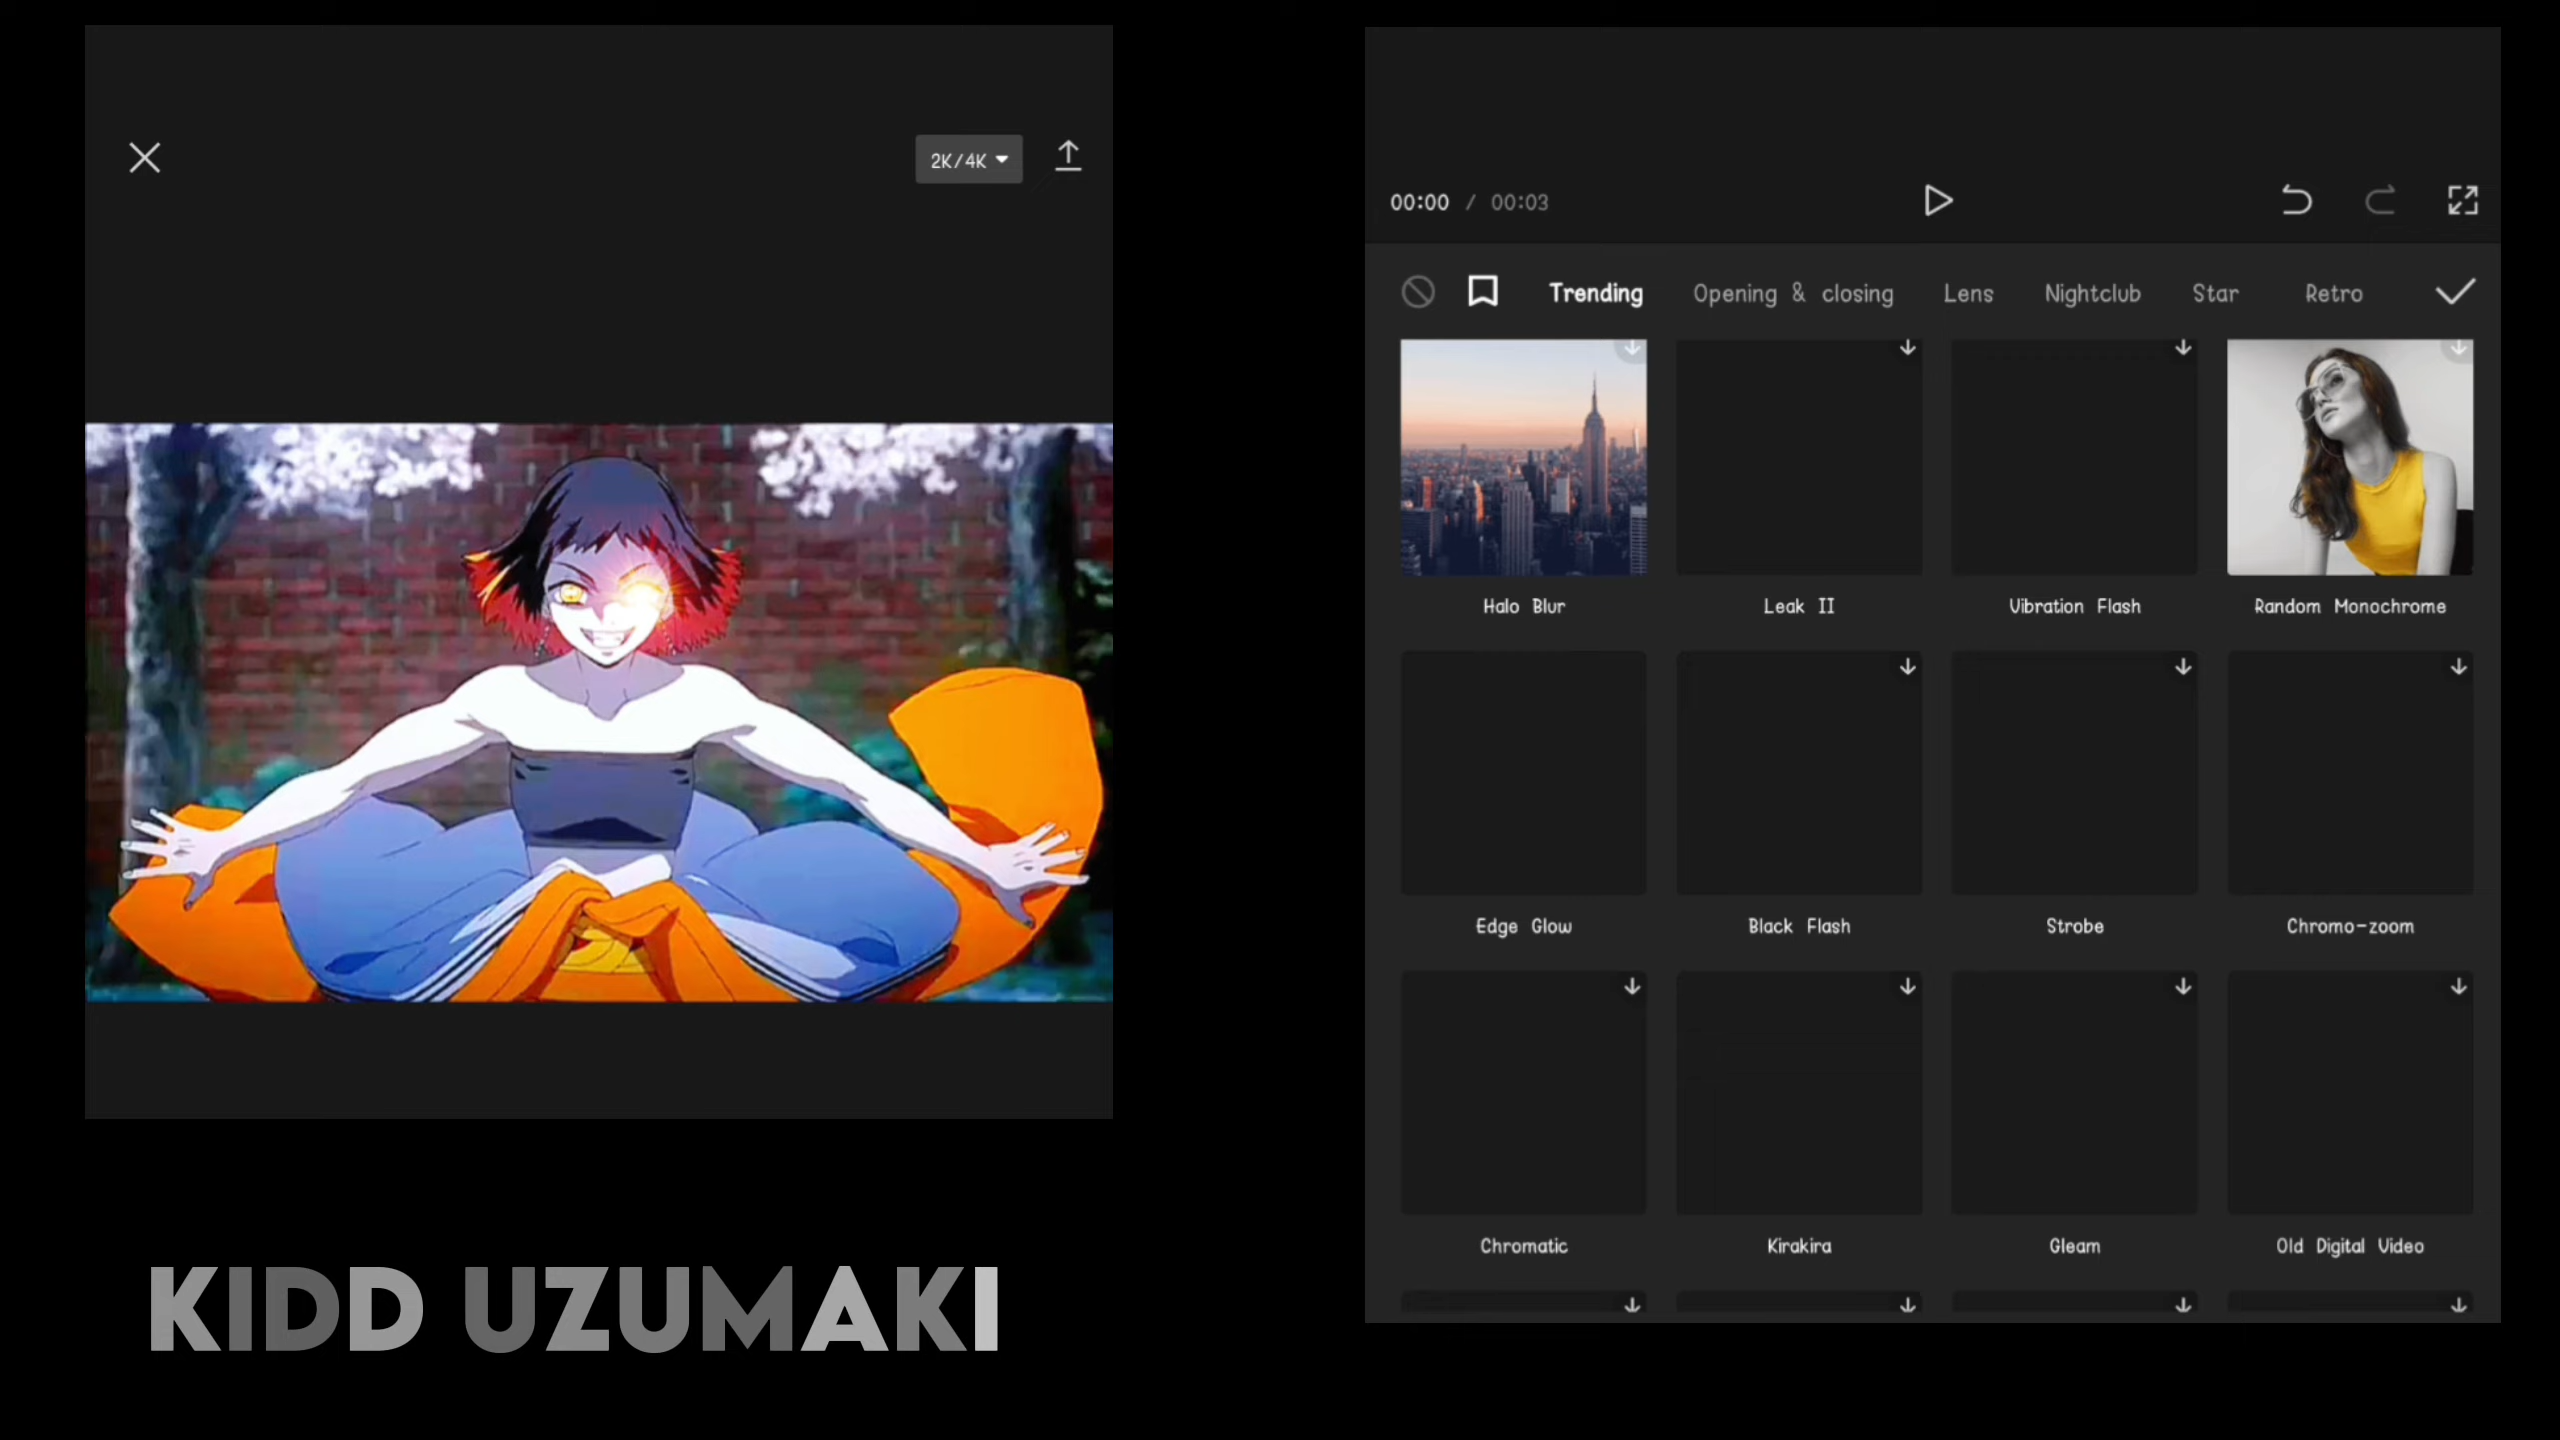 2K/4K
KIDD UZUMAKI
00:00 / 00:03
Trending Opening & closing Lens Nightclub Star Retro
Halo Blur Leak II Vibration Flash Random Monochrome
Edge Glow Black Flash Strobe Chromo-zoom
Chromatic Kirakira Gleam Old Digital Video